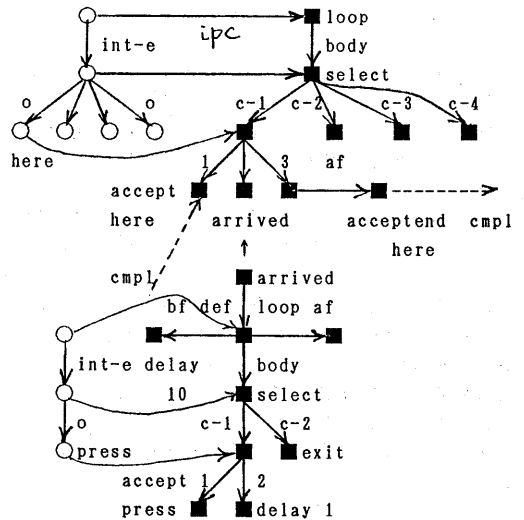 ipc loop
int-e body
select
o o c-1 c-2 c-3 c-4
here 1 3 af
accept
here arrived acceptend cmpl
here
cmpl arrived
bf def loop af
int-e delay body
10 select
o c-1 c-2
press exit
accept 1 2
press delay 1